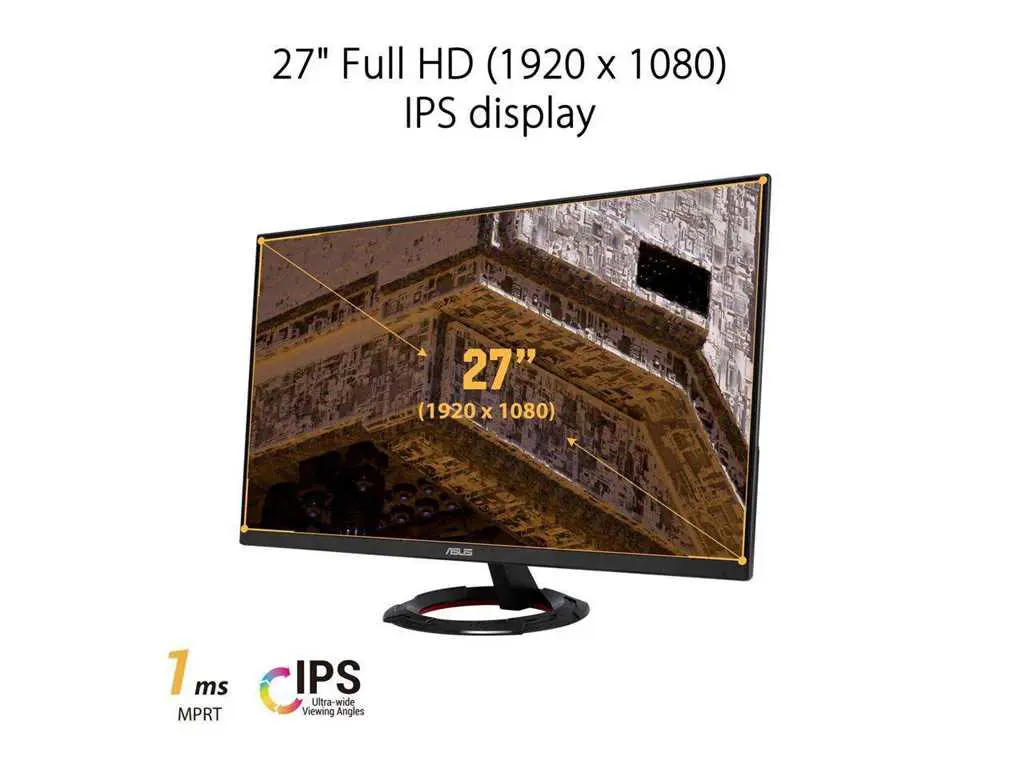 27" Full HD (1920 x 1080)
IPS display
27”
(1920 x 1080)
ASUS
1 ms
MPRT
IPS
Ultra-wide
Viewing Angles